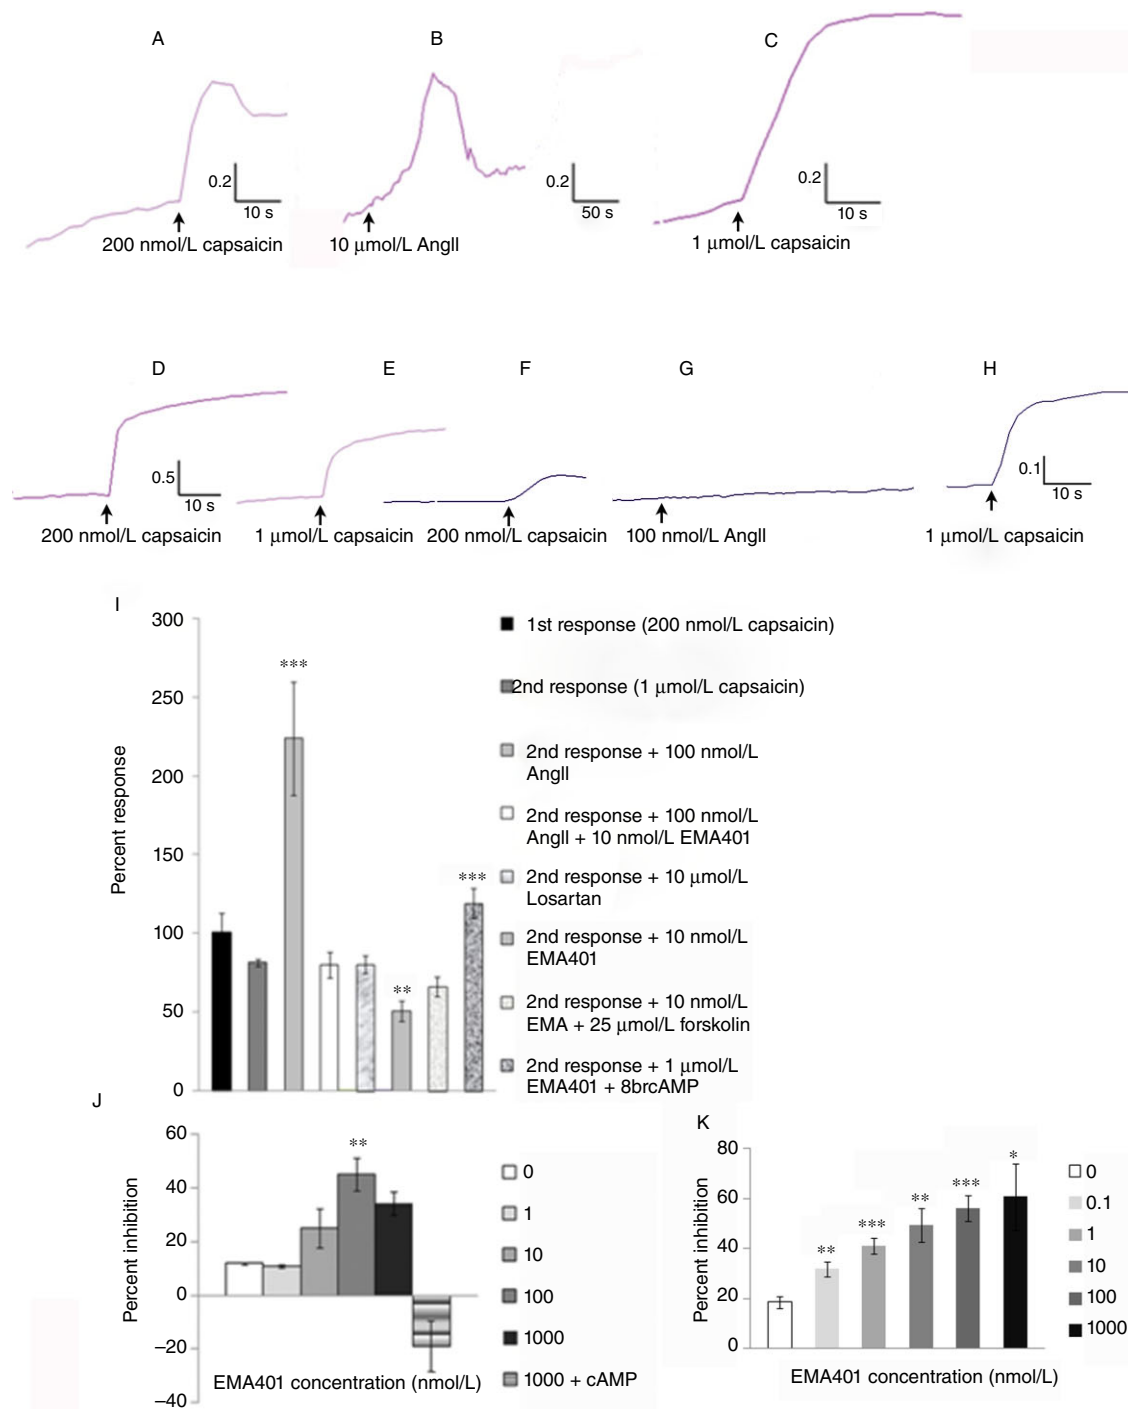 A
B
C
0.2
10 s
0.2
50 s
0.2
10 s
200 nmol/L capsaicin
10 μmol/L AngII
1 μmol/L capsaicin
D
E
F
G
H
0.5
10 s
0.1
10 s
200 nmol/L capsaicin
1 μmol/L capsaicin
200 nmol/L capsaicin
100 nmol/L AngII
1 μmol/L capsaicin
I
Percent response
300
250
200
150
100
50
0
***
**
***
1st response (200 nmol/L capsaicin)
2nd response (1 μmol/L capsaicin)
2nd response + 100 nmol/L
AngII
2nd response + 100 nmol/L
AngII + 10 nmol/L EMA401
2nd response + 10 μmol/L
Losartan
2nd response + 10 nmol/L
EMA401
2nd response + 10 nmol/L
EMA + 25 μmol/L forskolin
2nd response + 1 μmol/L
EMA401 + 8brcAMP
J
Percent inhibition
60
40
20
0
−20
−40
**
EMA401 concentration (nmol/L)
0
1
10
100
1000
1000 + cAMP
K
Percent inhibition
80
60
40
20
0
**
***
**
***
*
EMA401 concentration (nmol/L)
0
0.1
1
10
100
1000